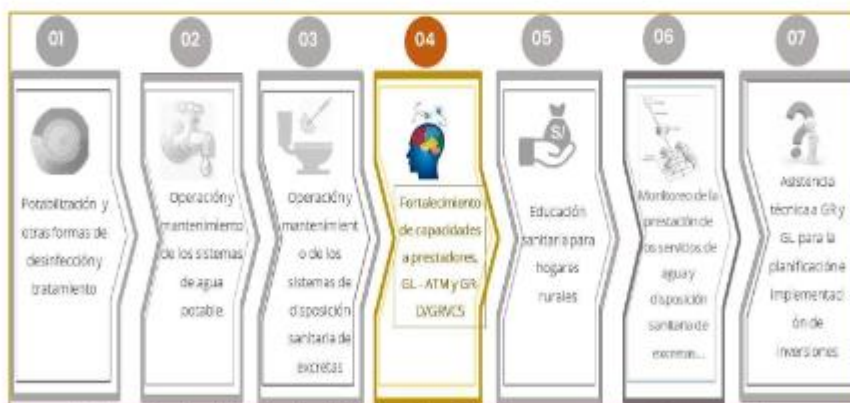 01
Potabilización y
otras formas de
desinfección y
tratamiento
02
Operación y
mantenimiento
de los sistemas
de agua
potable
03
Operación y
mantenimient
o de los
sistemas de
disposición
sanitaria de
excretas
04
Fortalecimiento
de capacidades
a prestadores,
GL - ATM y GR-
D/GRVCS
05
S/
Educación
sanitaria para
hogares
rurales
06
Monitoreo de la
prestación de
los servicios de
agua y
disposición
sanitaria de
excretas...
07
Asistencia
técnica a GR y
GL para la
planificación e
implementaci
ón de
inversiones